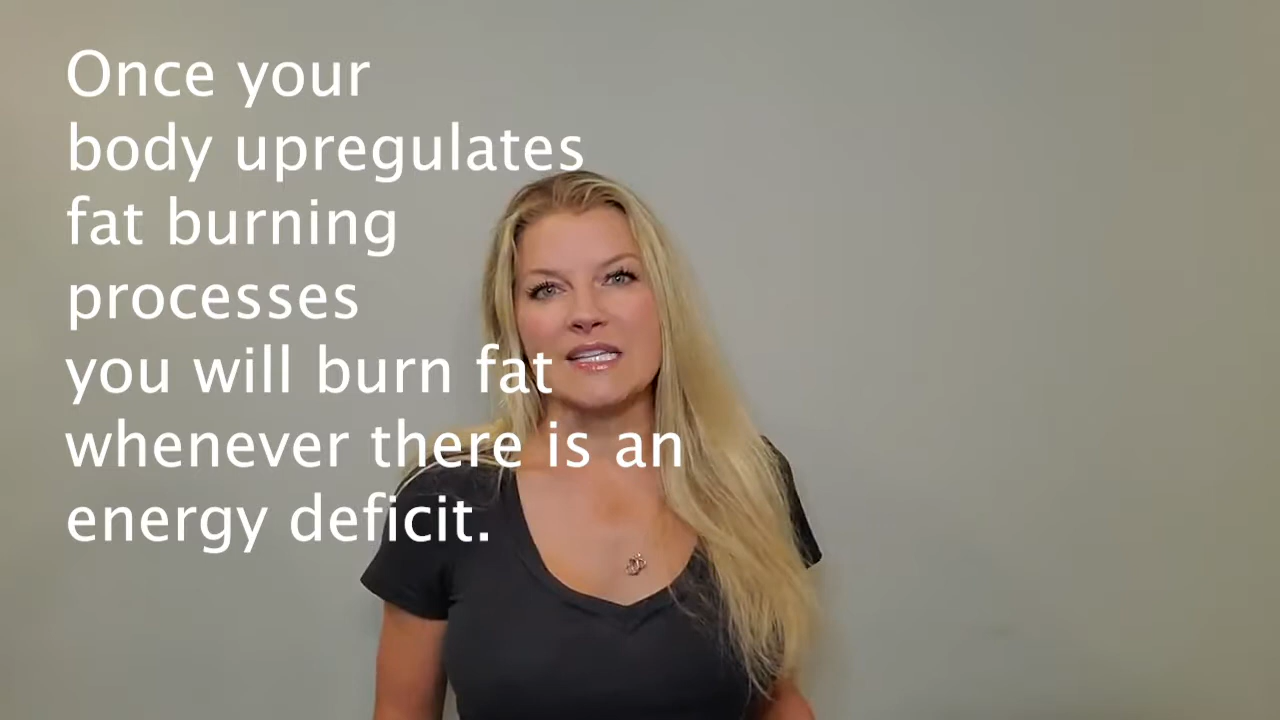 Once your
body upregulates
fat burning
processes
you will burn fat
whenever there is an
energy deficit.